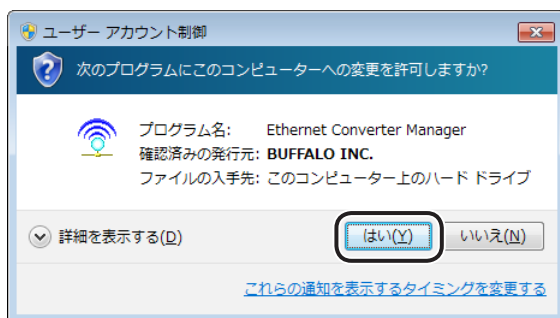 ユーザー アカウント制御
次のプログラムにこのコンピューターへの変更を許可しますか?
プログラム名: Ethernet Converter Manager
確認済みの発行元: BUFFALO INC.
ファイルの入手先: このコンピューター上のハード ドライブ
詳細を表示する(D) はい(Y) いいえ(N)
これらの通知を表示するタイミングを変更する